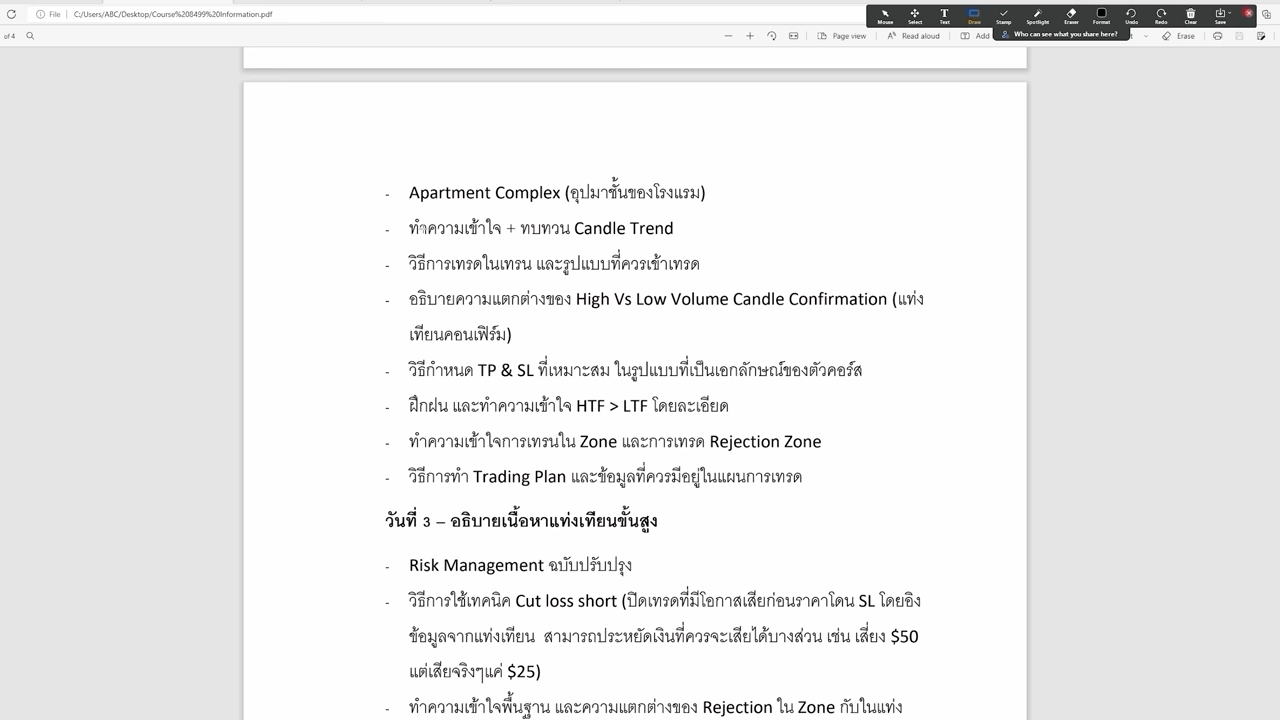 File
C:/Users/ABC/Desktop/Course%208499%20Information.pdf
Mouse Select Text Draw Stamp Spotlight Eraser Format Undo Redo Clear Save
Who can see what you share here?
of 4
Page view
Read aloud
Add
Erase
- Apartment Complex (อุปมาชั้นของโรงแรม)
- ทำความเข้าใจ + ทบทวน Candle Trend
- วิธีการเทรดในเทรน และรูปแบบที่ควรเข้าเทรด
- อธิบายความแตกต่างของ High Vs Low Volume Candle Confirmation (แท่ง
เทียนคอนเฟิร์ม)
- วิธีกำหนด TP & SL ที่เหมาะสม ในรูปแบบที่เป็นเอกลักษณ์ของตัวคอร์ส
- ฝึกฝน และทำความเข้าใจ HTF > LTF โดยละเอียด
- ทำความเข้าใจการเทรนใน Zone และการเทรด Rejection Zone
- วิธีการทำ Trading Plan และข้อมูลที่ควรมีอยู่ในแผนการเทรด
วันที่ 3 – อธิบายเนื้อหาแท่งเทียนขั้นสูง
- Risk Management ฉบับปรับปรุง
- วิธีการใช้เทคนิค Cut loss short (ปิดเทรดที่มีโอกาสเสียก่อนราคาโดน SL โดยอิง
ข้อมูลจากแท่งเทียน สามารถประหยัดเงินที่ควรจะเสียได้บางส่วน เช่น เสี่ยง $50
แต่เสียจริงๆแค่ $25)
- ทำความเข้าใจพื้นฐาน และความแตกต่างของ Rejection ใน Zone กับในแท่ง